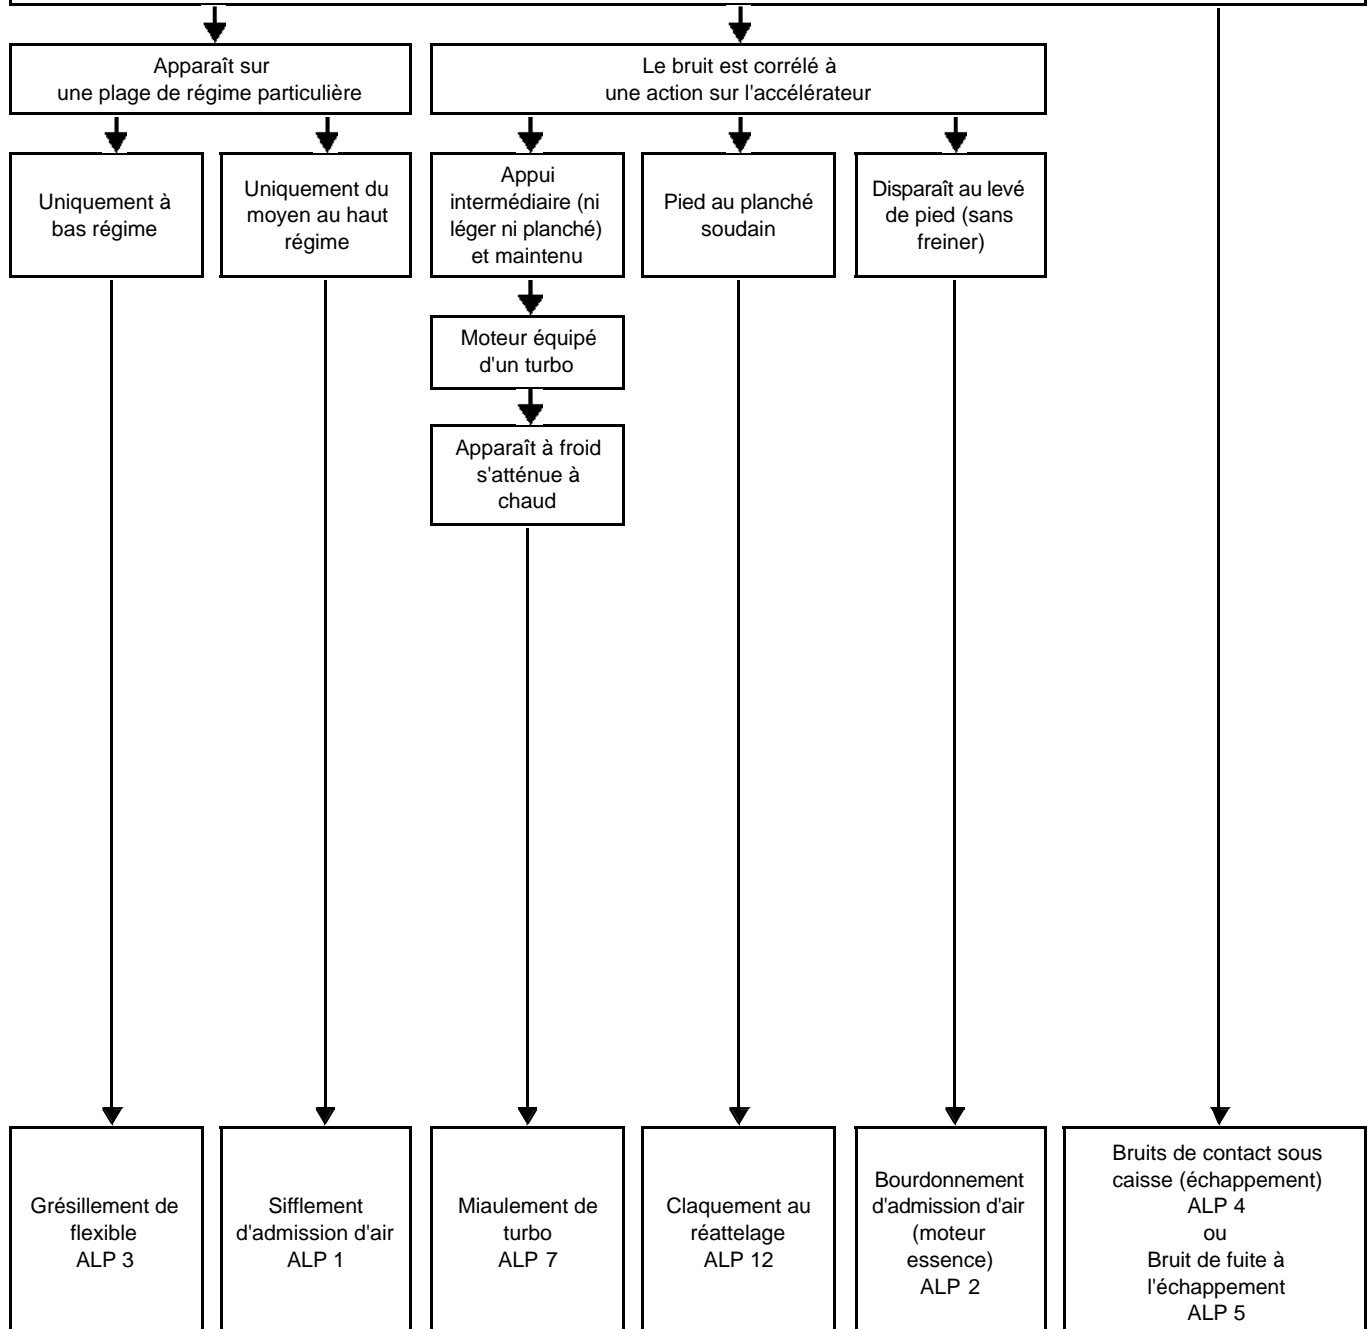 Apparaît sur
une plage de régime particulière
Le bruit est corrélé à
une action sur l'accélérateur
Uniquement à
bas régime
Uniquement du
moyen au haut
régime
Appui
intermédiaire (ni
léger ni planché)
et maintenu
Pied au planché
soudain
Disparaît au levé
de pied (sans
freiner)
Moteur équipé
d'un turbo
Apparaît à froid
s'atténue à
chaud
Grésillement de
flexible
ALP 3
Sifflement
d'admission d'air
ALP 1
Miaulement de
turbo
ALP 7
Claquement au
réattelage
ALP 12
Bourdonnement
d'admission d'air
(moteur
essence)
ALP 2
Bruits de contact sous
caisse (échappement)
ALP 4
ou
Bruit de fuite à
l'échappement
ALP 5